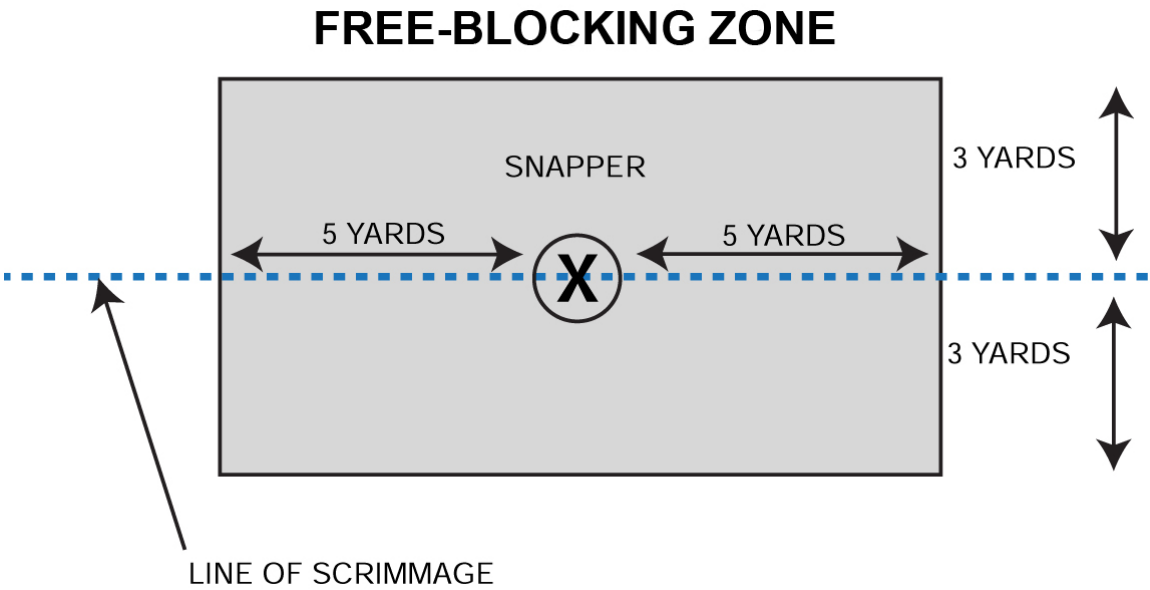 FREE-BLOCKING ZONE
SNAPPER
3 YARDS
5 YARDS
5 YARDS
X
3 YARDS
LINE OF SCRIMMAGE